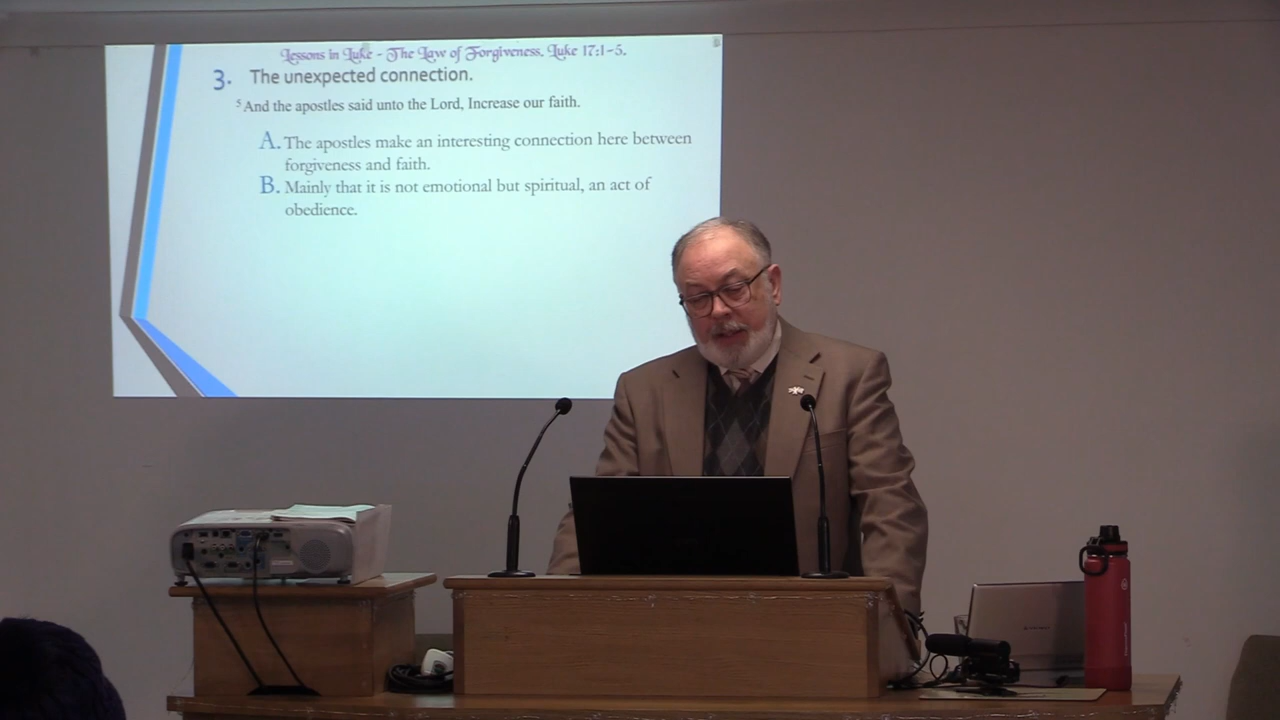 Lessons in Luke - The Law of Forgiveness. Luke 17:1-5.
3. The unexpected connection.
5 And the apostles said unto the Lord, Increase our faith.
A. The apostles make an interesting connection here between
forgiveness and faith.
B. Mainly that it is not emotional but spiritual, an act of
obedience.